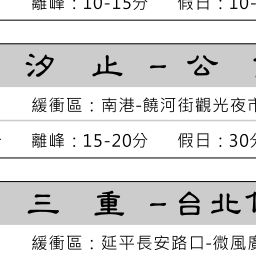 離峰：10-15分　假日：10-
汐 止 － 公
緩衝區：南港-饒河街觀光夜市
離峰：15-20分　假日：30分
三 重 －台北
緩衝區：延平長安路口-微風廣